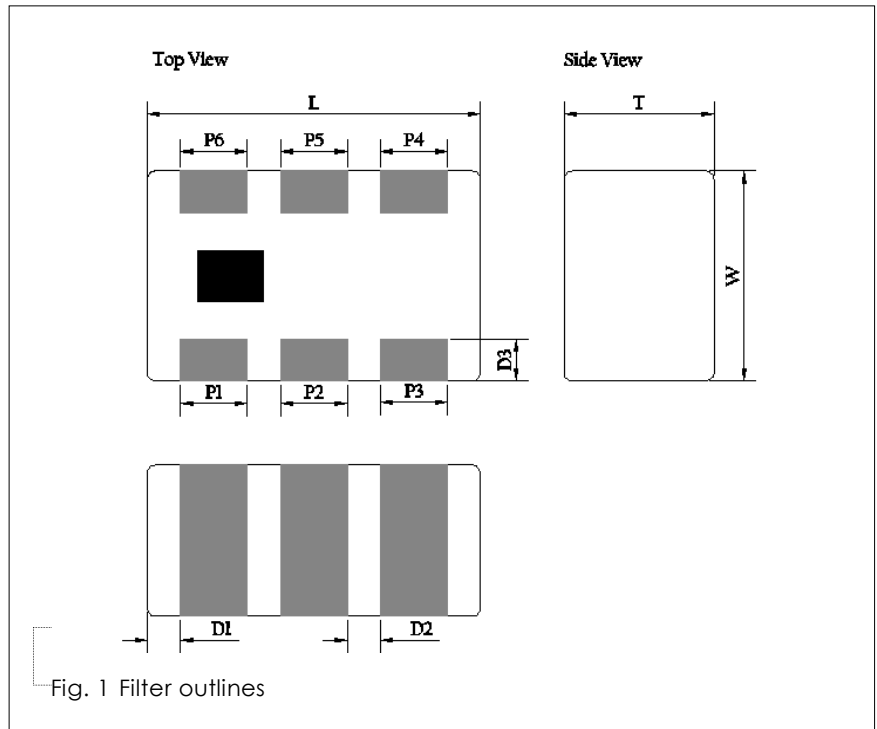 Top View
Side View
L
T
P6
P5
P4
W
D3
P1
P2
P3
D1
D2
Fig. 1 Filter outlines